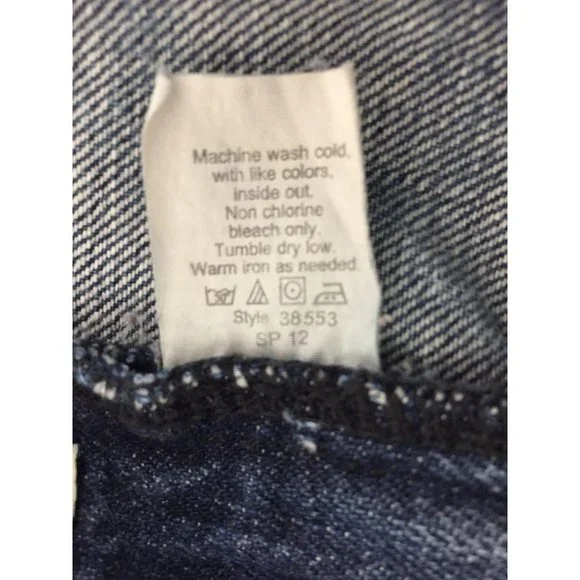 Machine wash cold,
with like colors,
inside out.
Non chlorine
bleach only.
Tumble dry low.
Warm iron as needed.
Style 38553
SP 12